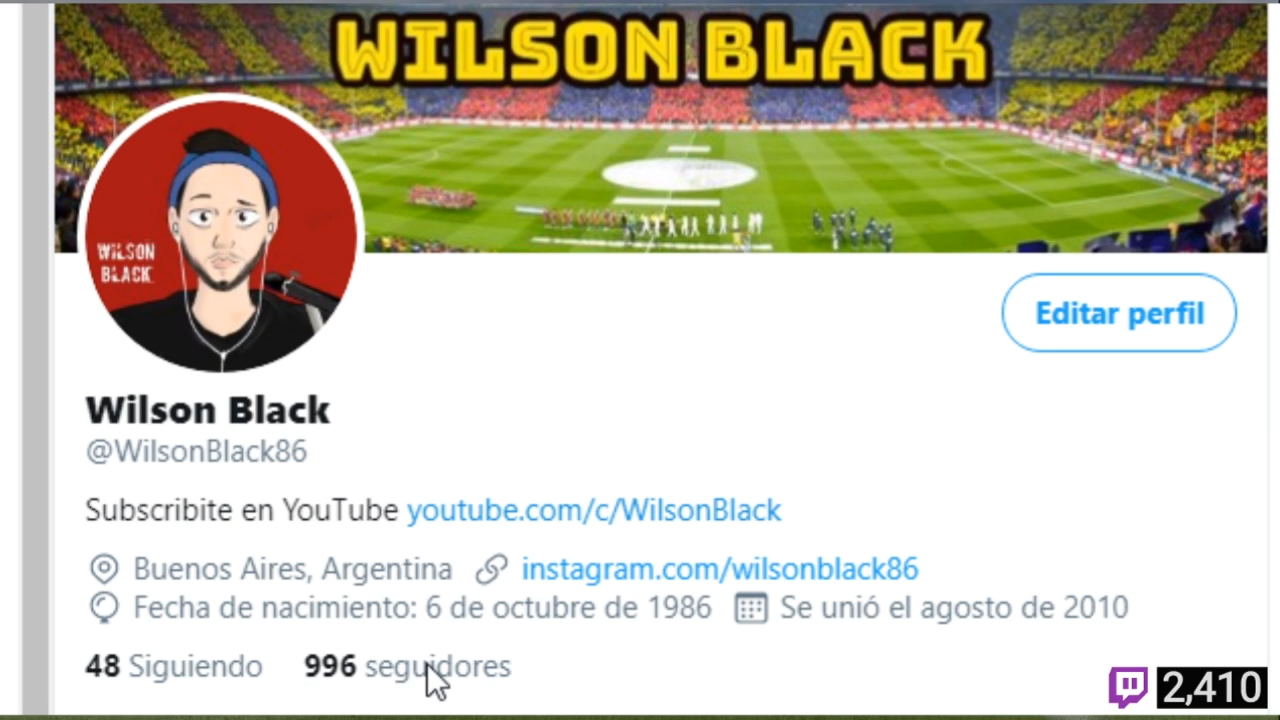 WILSON BLACK
WILSON
BLACK
Editar perfil
Wilson Black
@WilsonBlack86
Subscribite en YouTube youtube.com/c/WilsonBlack
Buenos Aires, Argentina instagram.com/wilsonblack86
Fecha de nacimiento: 6 de octubre de 1986 Se unió el agosto de 2010
48 Siguiendo 996 seguidores
2,410